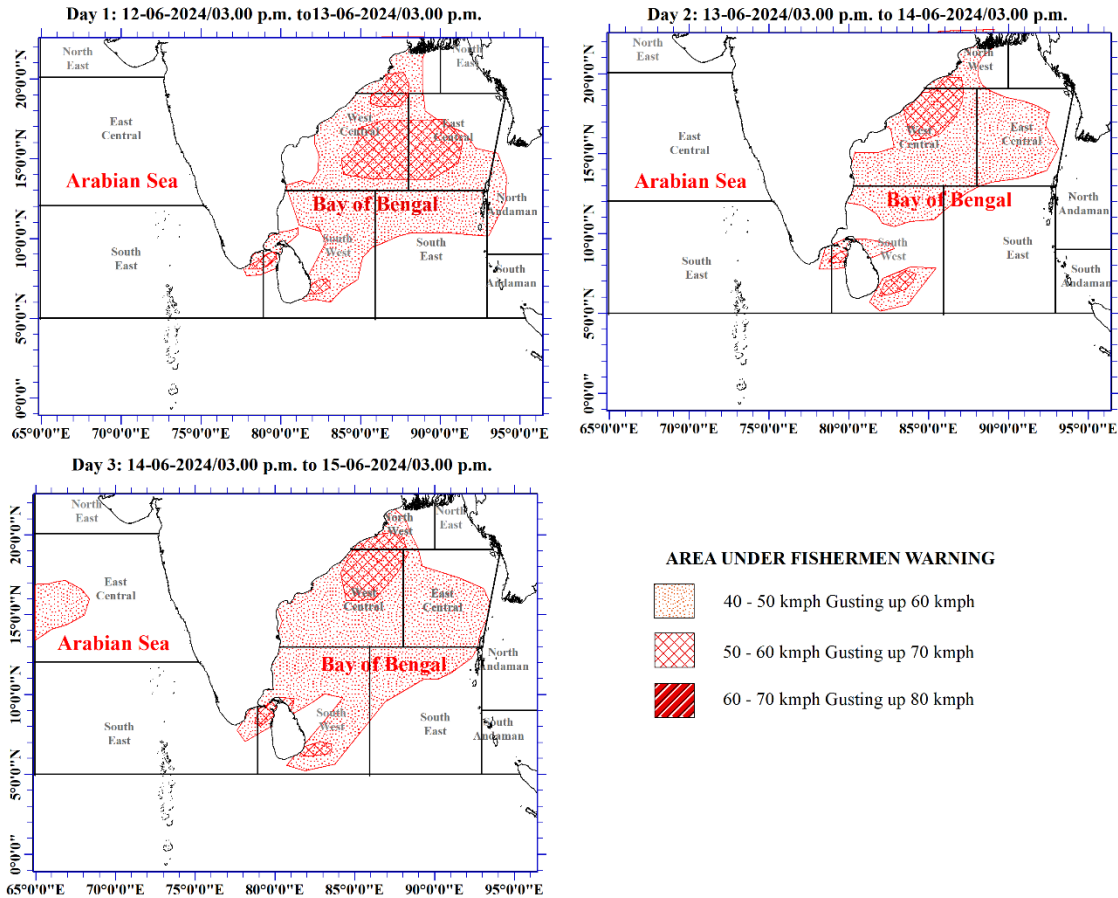 Day 1: 12-06-2024/03.00 p.m. to13-06-2024/03.00 p.m.
North
East
North
East
East
Central
West
Central
East
Central
Arabian Sea
Bay of Bengal
North
Andaman
South
East
South
West
South
East
South
Andaman
20°0'0"N
15°0'0"N
10°0'0"N
5°0'0"N
0°0'0"
65°0'0"E 70°0'0"E 75°0'0"E 80°0'0"E 85°0'0"E 90°0'0"E 95°0'0"E
Day 2: 13-06-2024/03.00 p.m. to 14-06-2024/03.00 p.m.
North
East
North
West
East
Central
West
Central
East
Central
Arabian Sea
Bay of Bengal
North
Andaman
South
East
South
West
South
East
South
Andaman
20°0'0"N
15°0'0"N
10°0'0"N
5°0'0"N
0°0'0"
65°0'0"E 70°0'0"E 75°0'0"E 80°0'0"E 85°0'0"E 90°0'0"E 95°0'0"E
Day 3: 14-06-2024/03.00 p.m. to 15-06-2024/03.00 p.m.
North
East
North
West
North
East
East
Central
West
Central
East
Central
Arabian Sea
Bay of Bengal
North
Andaman
South
East
South
West
South
East
South
Andaman
20°0'0"N
15°0'0"N
10°0'0"N
5°0'0"N
0°0'0"
65°0'0"E 70°0'0"E 75°0'0"E 80°0'0"E 85°0'0"E 90°0'0"E 95°0'0"E
AREA UNDER FISHERMEN WARNING
40 - 50 kmph Gusting up 60 kmph
50 - 60 kmph Gusting up 70 kmph
60 - 70 kmph Gusting up 80 kmph